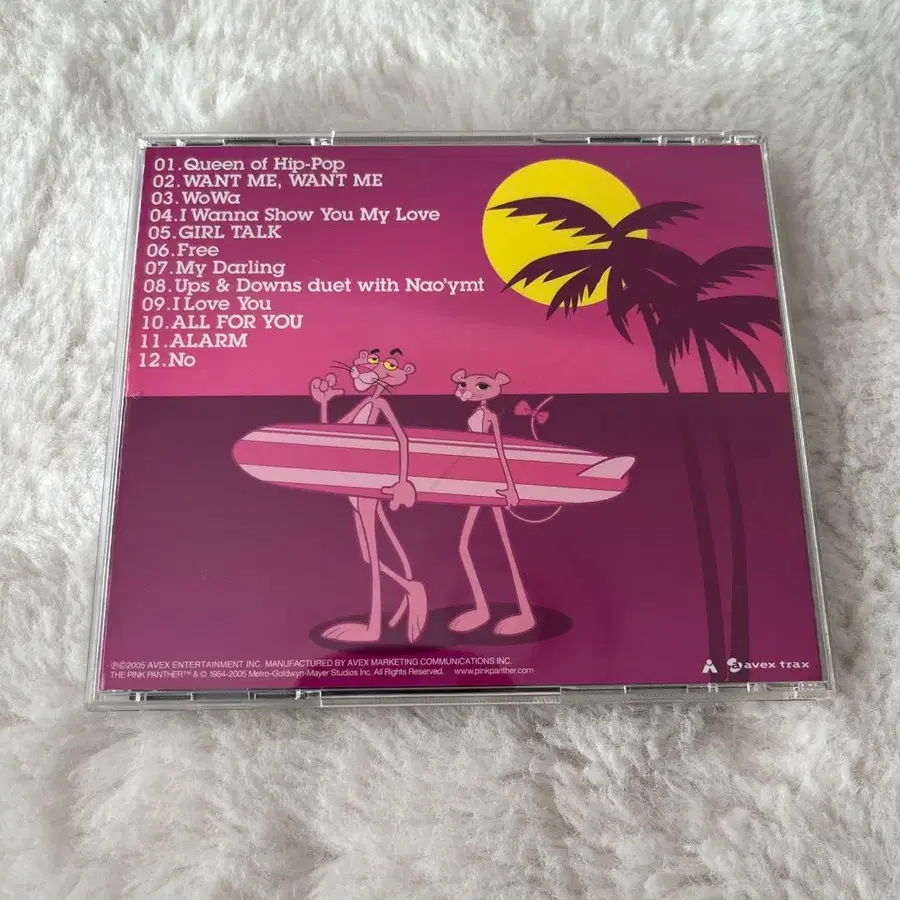 01.Queen of Hip-Pop
02.WANT ME, WANT ME
03.WoWa
04.I Wanna Show You My Love
05.GIRL TALK
06.Free
07.My Darling
08.Ups & Downs duet with Nao'ymt
09.I Love You
10.ALL FOR YOU
11.ALARM
12.No
℗©2005 AVEX ENTERTAINMENT INC. MANUFACTURED BY AVEX MARKETING COMMUNICATIONS INC.
THE PINK PANTHER™ & © 1964-2005 Metro-Goldwyn-Mayer Studios Inc. All Rights Reserved. www.pinkpanther.com
avex trax